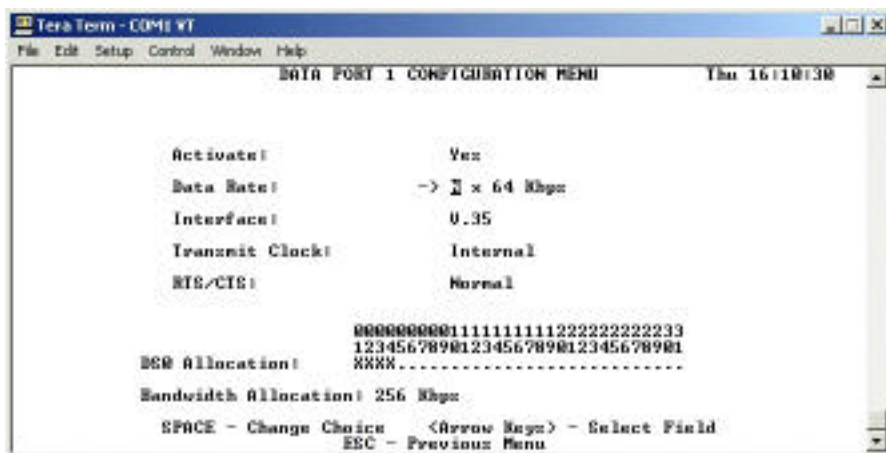 Tera Term - COM1 VT
File Edit Setup Control Window Help
DATA PORT 1 CONFIGURATION MENU Thu 16:10:30
Activate: Yes
Data Rate: -> N x 64 Kbps
Interface: V.35
Transmit Clock: Internal
RTS/CTS: Normal
0000000001111111111222222222233
1234567890123456789012345678901
DS0 Allocation: XXXX...........................
Bandwidth Allocation: 256 Kbps
SPACE - Change Choice <Arrow Keys> - Select Field
ESC - Previous Menu